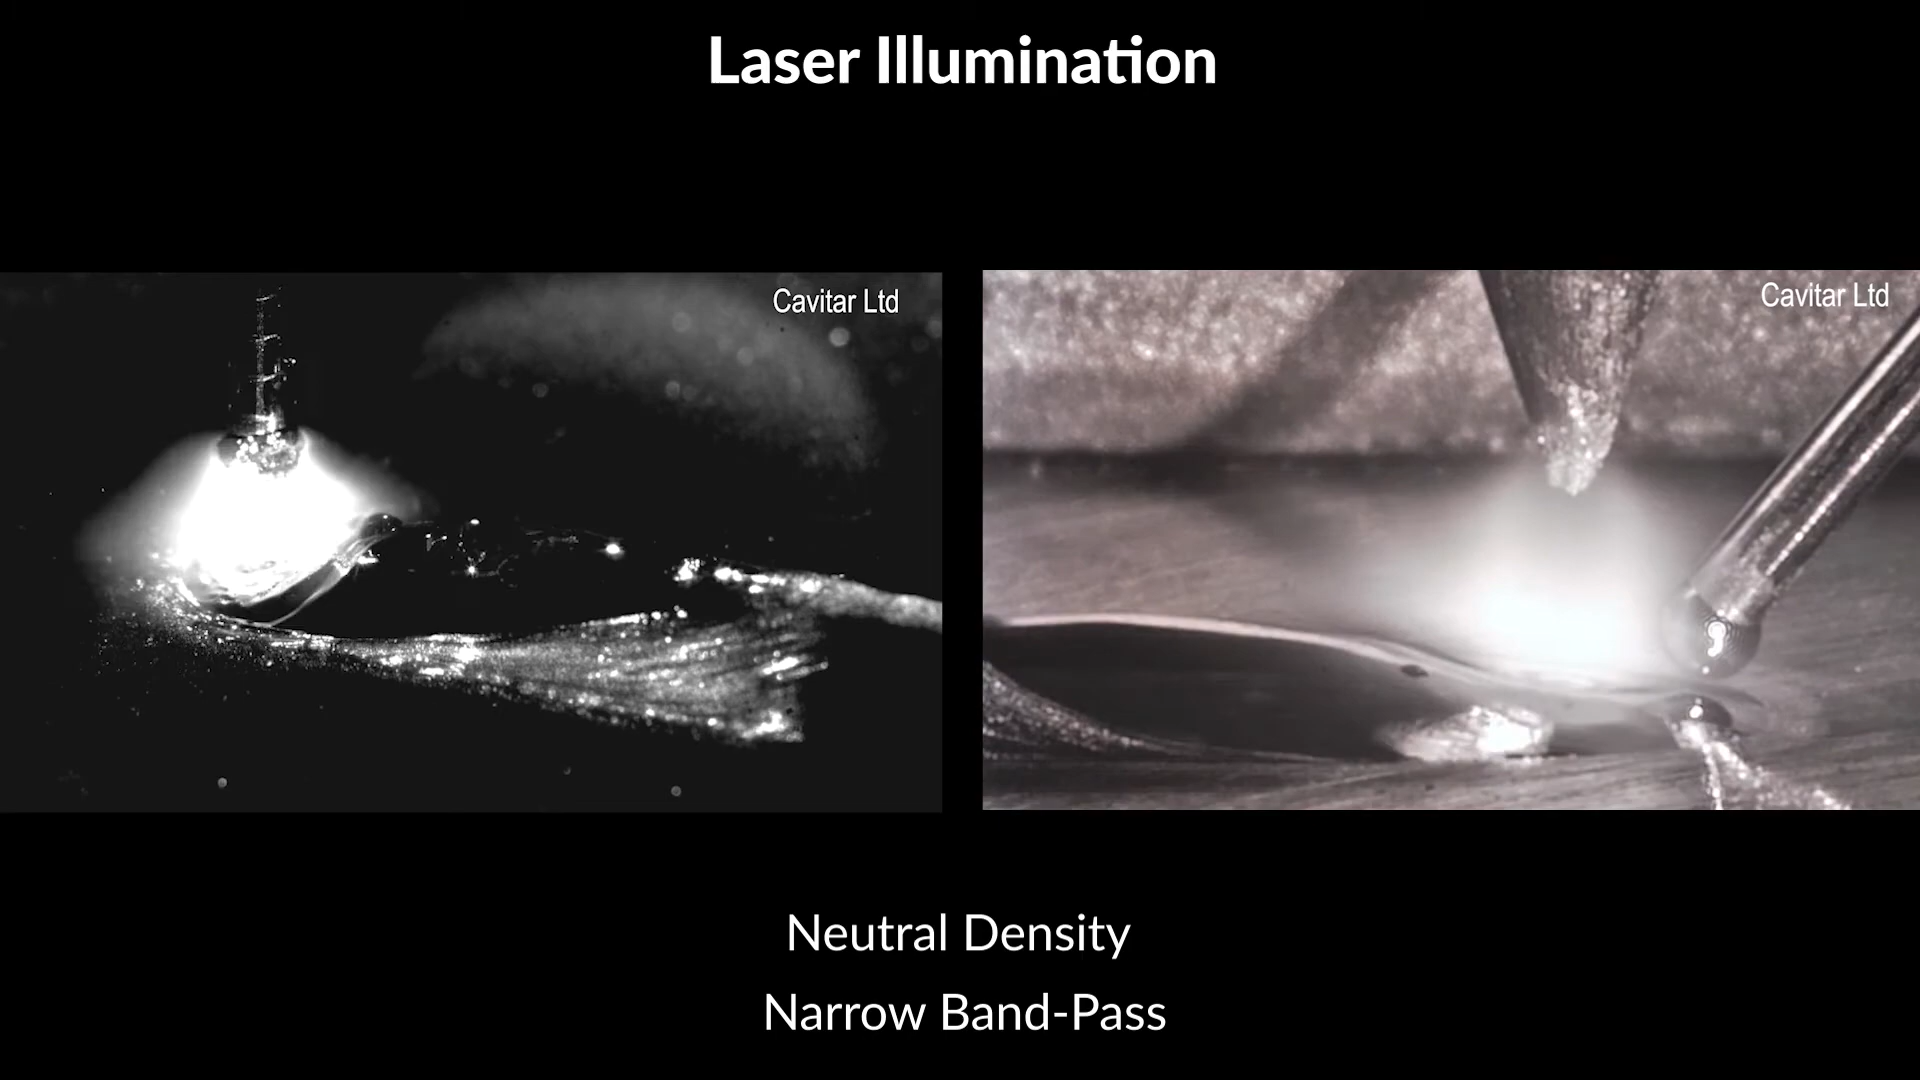 Laser Illumination
Cavitar Ltd
Cavitar Ltd
Neutral Density
Narrow Band-Pass